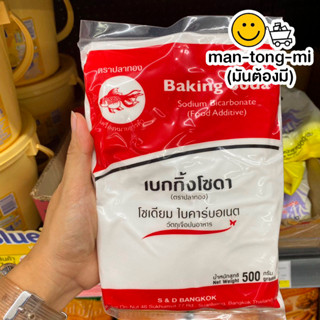 man-tong-mi
(มันต้องมี)
ตราปลาทอง
Baking Soda
Sodium Bicarbonate
(Food Additive)
เบกกิ้งโซดา
(ตราปลาทอง)
โซเดียม ไบคาร์บอเนต
วัตถุเจือปนอาหาร
น้ำหนักสุทธิ 500 กรัม
Net Weight
S & D BANGKOK